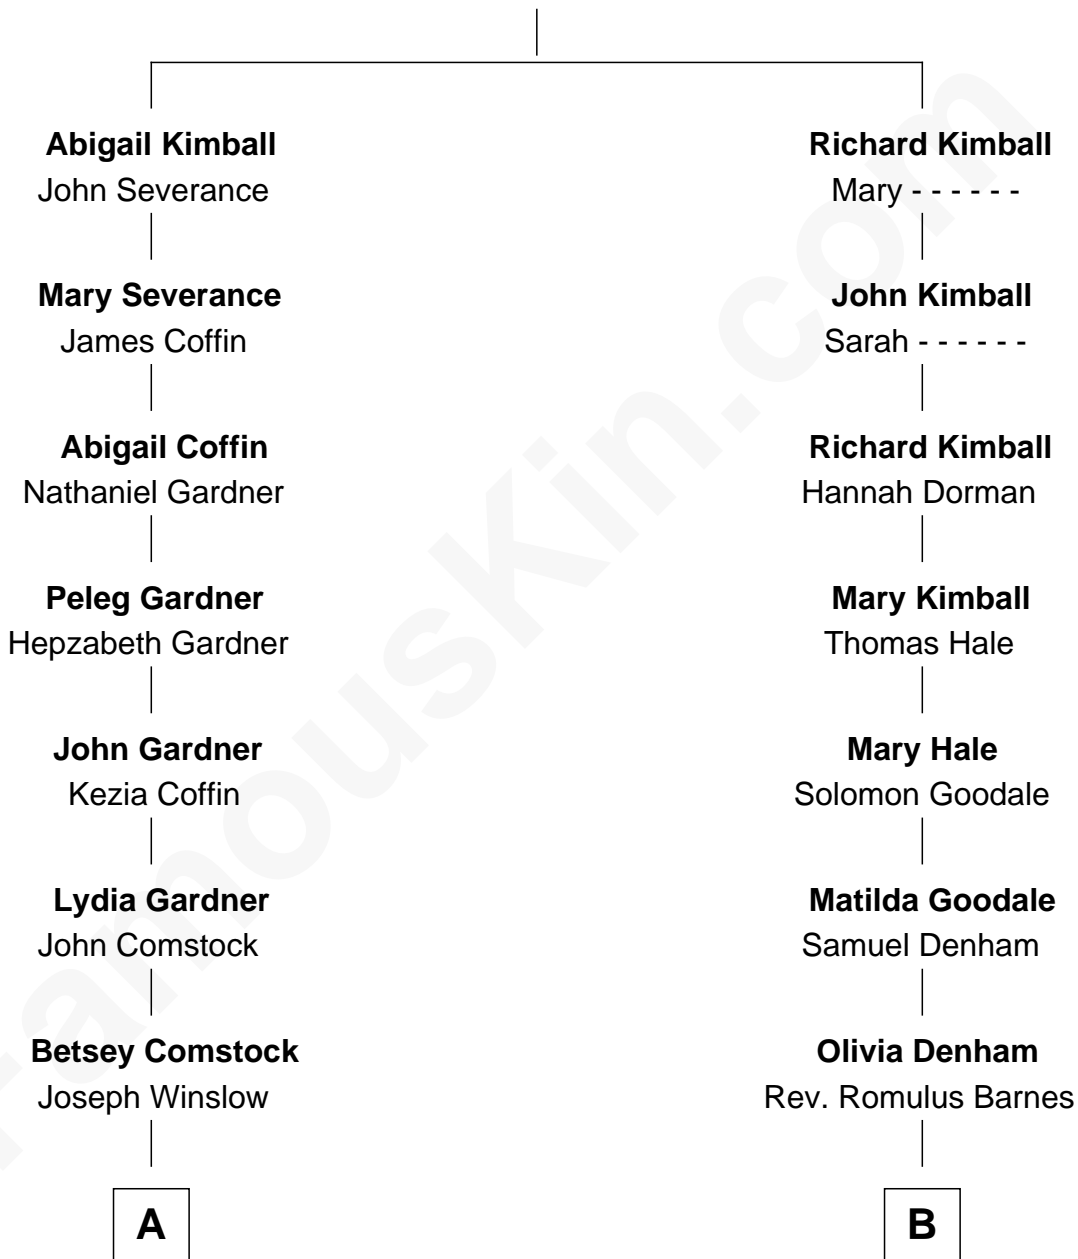 Abigail Kimball
John Severance
Mary Severance
James Coffin
Abigail Coffin
Nathaniel Gardner
Peleg Gardner
Hepzabeth Gardner
John Gardner
Kezia Coffin
Lydia Gardner
John Comstock
Betsey Comstock
Joseph Winslow
A
Richard Kimball
Mary - - - - - -
John Kimball
Sarah - - - - - -
Richard Kimball
Hannah Dorman
Mary Kimball
Thomas Hale
Mary Hale
Solomon Goodale
Matilda Goodale
Samuel Denham
Olivia Denham
Rev. Romulus Barnes
B
FamousKin.com